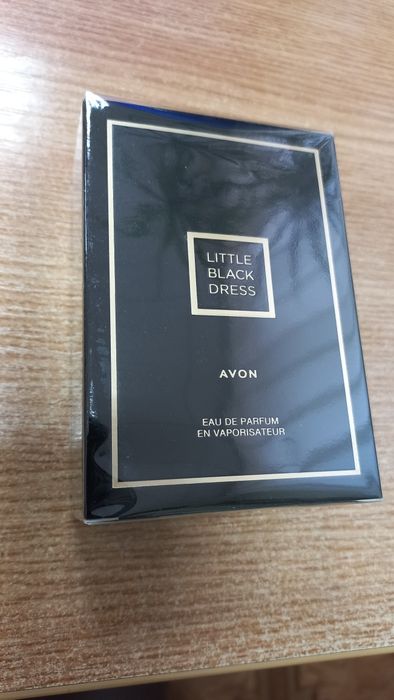 LITTLE
BLACK
DRESS
AVON
EAU DE PARFUM
EN VAPORISATEUR